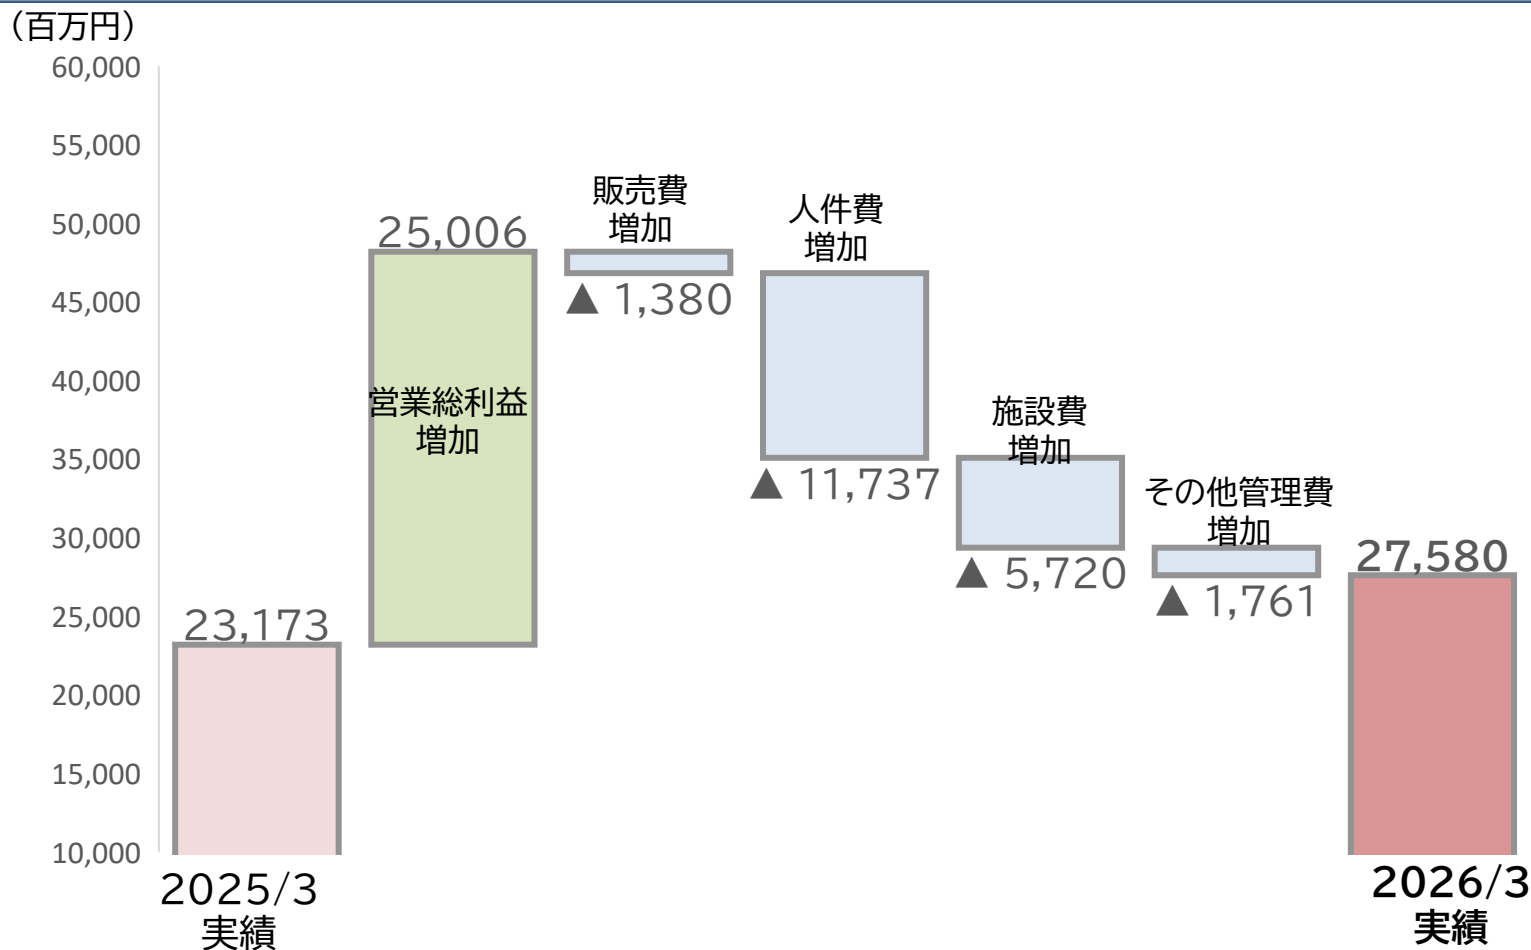 （百万円）
60,000
55,000
50,000
45,000
40,000
35,000
30,000
25,000
20,000
15,000
10,000
23,173
2025/3
実績
25,006
営業総利益
増加
販売費
増加
▲ 1,380
人件費
増加
▲ 11,737
施設費
増加
▲ 5,720
その他管理費
増加
▲ 1,761
27,580
2026/3
実績